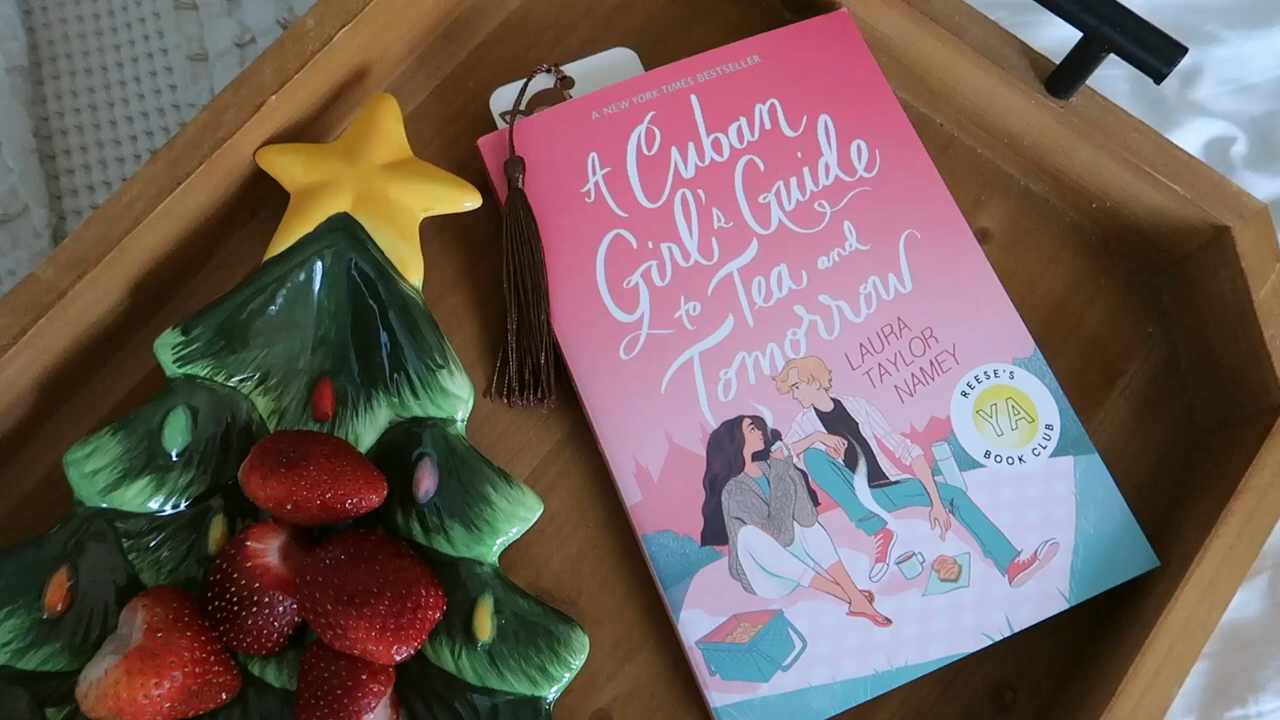 A NEW YORK TIMES BESTSELLER
A Cuban
Girl's Guide
to Tea and
Tomorrow
LAURA
TAYLOR
NAMEY
REESE'S
YA
BOOK CLUB